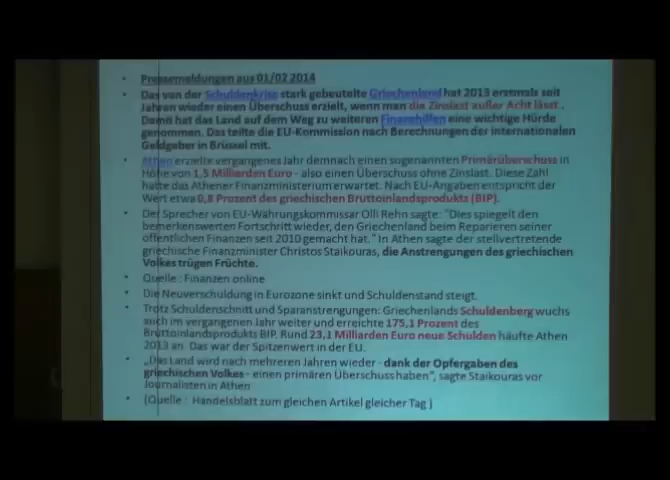 Pressemeldungen aus 01/02 2014
Das von der Schuldenkrise stark gebeutelte Griechenland hat 2013 erstmals seit
Jahren wieder einen Überschuss erzielt, wenn man die Zinslast außer Acht lässt.
Damit hat das Land auf dem Weg zu weiteren Finanzhilfen eine wichtige Hürde
genommen. Das teilte die EU-Kommission nach Berechnungen der internationalen
Geldgeber in Brüssel mit.
Athen erzielte vergangenes Jahr demnach einen sogenannten Primärüberschuss in
Höhe von 1,5 Milliarden Euro - also einen Überschuss ohne Zinslast. Diese Zahl
hatte das Athener Finanzministerium erwartet. Nach EU-Angaben entspricht der
Wert etwa 0,8 Prozent des griechischen Bruttoinlandsprodukts (BIP).
Der Sprecher von EU-Währungskommissar Olli Rehn sagte: "Dies spiegelt den
bemerkenswerten Fortschritt wieder, den Griechenland beim Reparieren seiner
öffentlichen Finanzen seit 2010 gemacht hat." In Athen sagte der stellvertretende
griechische Finanzminister Christos Staikouras, die Anstrengungen des griechischen
Volkes trügen Früchte.
Quelle : Finanzen online
Die Neuverschuldung in Eurozone sinkt und Schuldenstand steigt.
Trotz Schuldenschnitt und Sparanstrengungen: Griechenlands Schuldenberg wuchs
auch im vergangenen Jahr weiter und erreichte 175,1 Prozent des
Bruttoinlandsprodukts BIP. Rund 23,1 Milliarden Euro neue Schulden häufte Athen
2013 an. Das war der Spitzenwert in der EU.
„Das Land wird nach mehreren Jahren wieder - dank der Opfergaben des
griegischen Volkes - einen primären Überschuss haben", sagte Staikouras vor
Journalisten in Athen
(Quelle : Handelsblatt zum gleichen Artikel gleicher Tag )